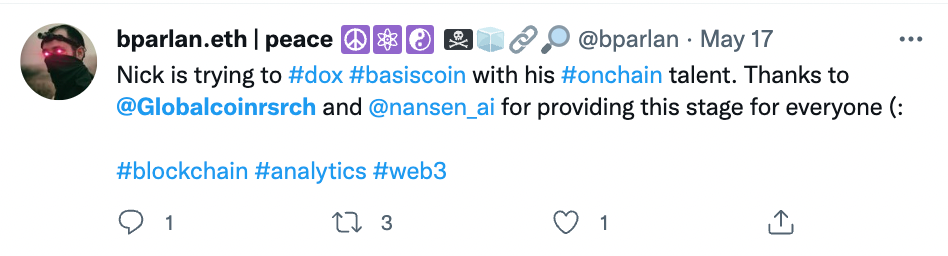 bparlan.eth | peace ☮️⚛️☯️ 🏴‍☠️🧊🔗🔎 @bparlan · May 17
Nick is trying to #dox #basiscoin with his #onchain talent. Thanks to
@Globalcoinrsrch and @nansen_ai for providing this stage for everyone (:
#blockchain #analytics #web3
1 3 1